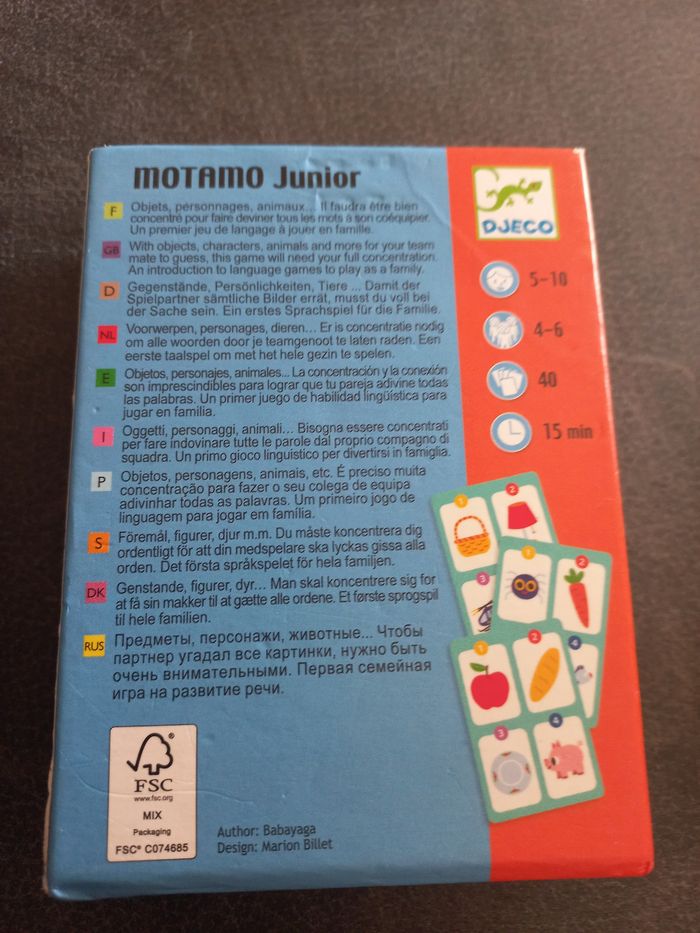 MOTAMO Junior
F
Objets, personnages, animaux... Il faudra être bien
concentré pour faire deviner tous les mots à son coéquipier.
Un premier jeu de langage à jouer en famille.
GB
With objects, characters, animals and more for your team
mate to guess, this game will need your full concentration.
An introduction to language games to play as a family.
D
Gegenstände, Persönlichkeiten, Tiere ... Damit der
Spielpartner sämtliche Bilder errät, musst du voll bei
der Sache sein. Ein erstes Sprachspiel für die Familie.
NL
Voorwerpen, personages, dieren... Er is concentratie nodig
om alle woorden door je teamgenoot te laten raden. Een
eerste taalspel om met het hele gezin te spelen.
E
Objetos, personajes, animales... La concentración y la conexión
son imprescindibles para lograr que tu pareja adivine todas
las palabras. Un primer juego de habilidad lingüística para
jugar en familia.
I
Oggetti, personaggi, animali... Bisogna essere concentrati
per fare indovinare tutte le parole dal proprio compagno di
squadra. Un primo gioco linguistico per divertirsi in famiglia.
P
Objetos, personagens, animais, etc. É preciso muita
concentração para fazer o seu colega de equipa
adivinhar todas as palavras. Um primeiro jogo de
linguagem para jogar em família.
S
Föremål, figurer, djur m.m. Du måste koncentrera dig
ordentligt för att din medspelare ska lyckas gissa alla
orden. Det första språkspelet för hela familjen.
DK
Genstande, figurer, dyr... Man skal koncentrere sig for
at få sin makker til at gætte alle ordene. Et første sprogspil
til hele familien.
RUS
Предметы, персонажи, животные... Чтобы
партнер угадал все картинки, нужно быть
очень внимательными. Первая семейная
игра на развитие речи.
FSC
www.fsc.org
MIX
Packaging
FSC® C074685
Author: Babayaga
Design: Marion Billet
DJECO
5-10
4-6
40
15 min
1
2
3
1
2
4
1
2
3
4